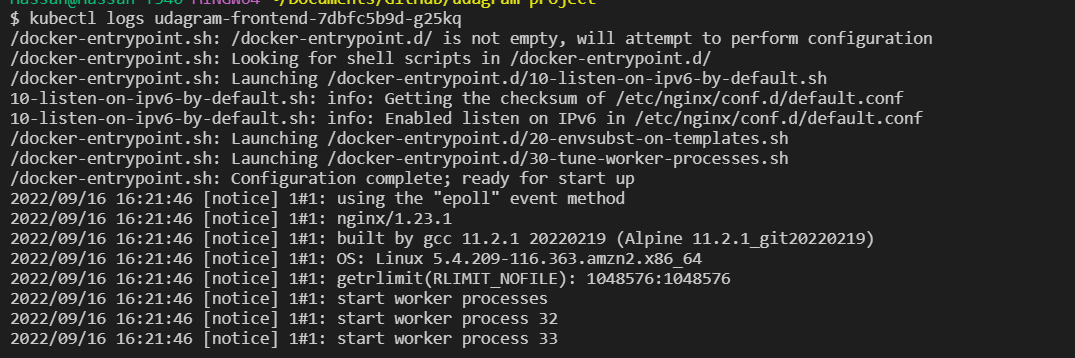 $ kubectl logs udagram-frontend-7dbfc5b9d-g25kq
/docker-entrypoint.sh: /docker-entrypoint.d/ is not empty, will attempt to perform configuration
/docker-entrypoint.sh: Looking for shell scripts in /docker-entrypoint.d/
/docker-entrypoint.sh: Launching /docker-entrypoint.d/10-listen-on-ipv6-by-default.sh
10-listen-on-ipv6-by-default.sh: info: Getting the checksum of /etc/nginx/conf.d/default.conf
10-listen-on-ipv6-by-default.sh: info: Enabled listen on IPv6 in /etc/nginx/conf.d/default.conf
/docker-entrypoint.sh: Launching /docker-entrypoint.d/20-envsubst-on-templates.sh
/docker-entrypoint.sh: Launching /docker-entrypoint.d/30-tune-worker-processes.sh
/docker-entrypoint.sh: Configuration complete; ready for start up
2022/09/16 16:21:46 [notice] 1#1: using the "epoll" event method
2022/09/16 16:21:46 [notice] 1#1: nginx/1.23.1
2022/09/16 16:21:46 [notice] 1#1: built by gcc 11.2.1 20220219 (Alpine 11.2.1_git20220219)
2022/09/16 16:21:46 [notice] 1#1: OS: Linux 5.4.209-116.363.amzn2.x86_64
2022/09/16 16:21:46 [notice] 1#1: getrlimit(RLIMIT_NOFILE): 1048576:1048576
2022/09/16 16:21:46 [notice] 1#1: start worker processes
2022/09/16 16:21:46 [notice] 1#1: start worker process 32
2022/09/16 16:21:46 [notice] 1#1: start worker process 33